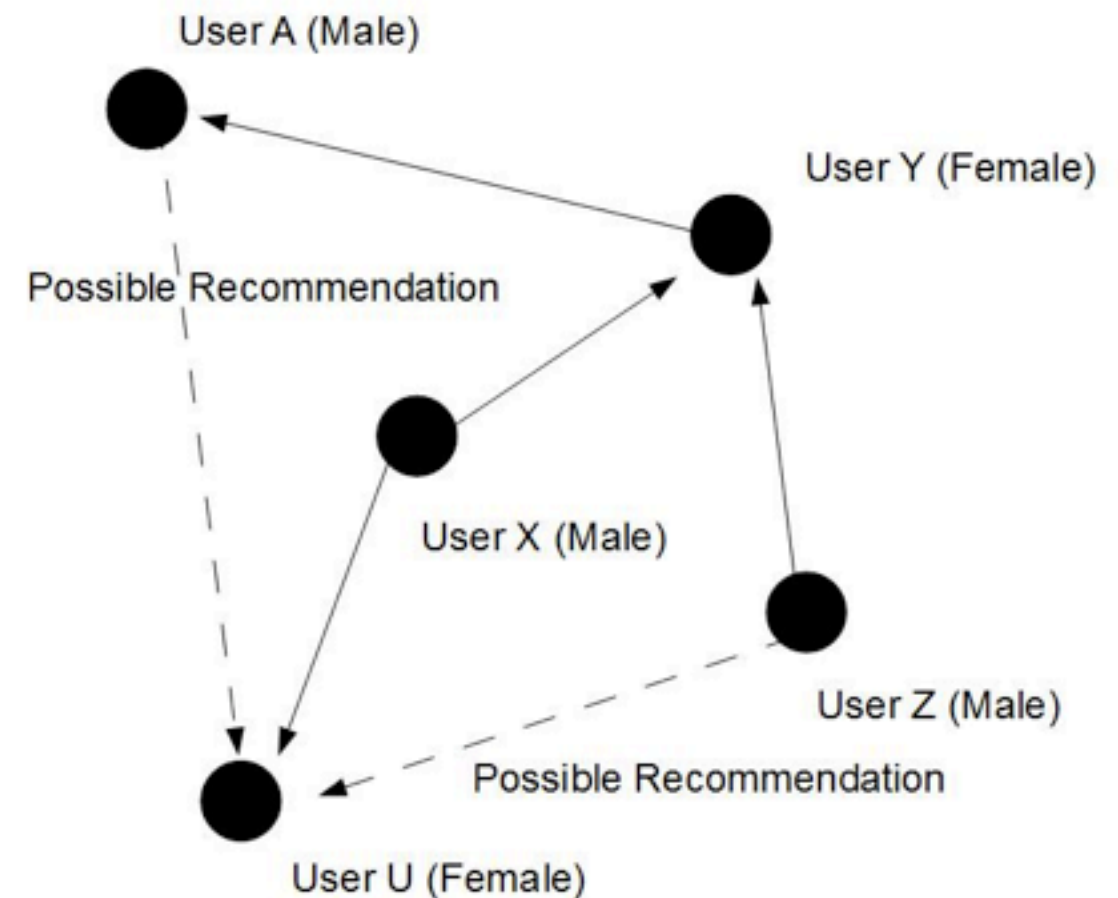 User A (Male)
User Y (Female)
Possible Recommendation
User X (Male)
User Z (Male)
Possible Recommendation
User U (Female)